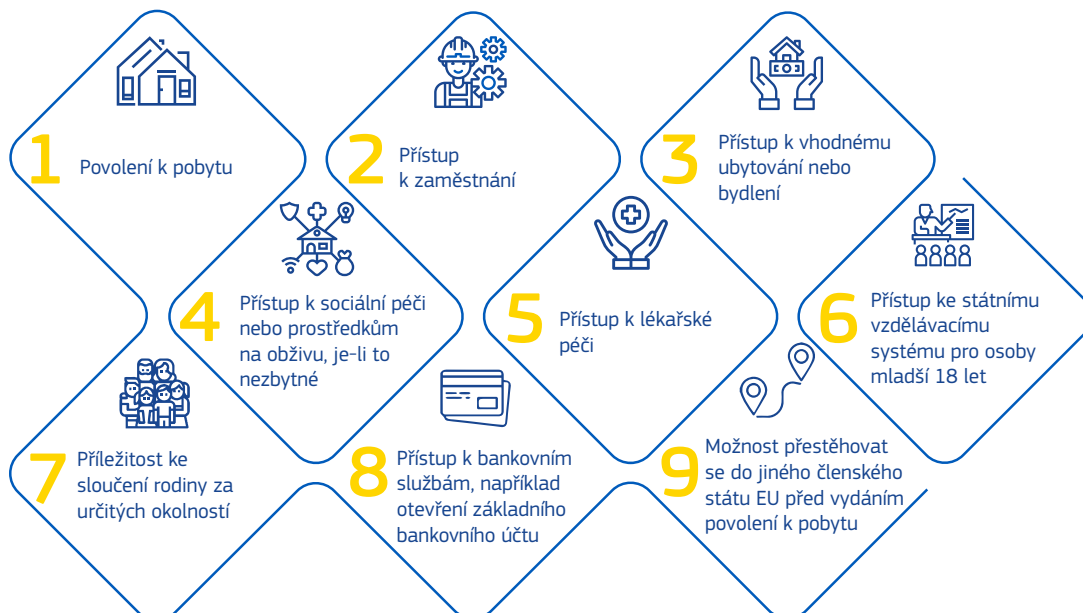 1
Povolení k pobytu
2
Přístup
k zaměstnání
3
Přístup k vhodnému
ubytování nebo
bydlení
4
Přístup k sociální péči
nebo prostředkům
na obživu, je-li to
nezbytné
5
Přístup k lékařské
péči
6
Přístup ke státnímu
vzdělávacímu
systému pro osoby
mladší 18 let
7
Příležitost ke
sloučení rodiny za
určitých okolností
8
Přístup k bankovním
službám, například
otevření základního
bankovního účtu
9
Možnost přestěhovat
se do jiného členského
státu EU před vydáním
povolení k pobytu